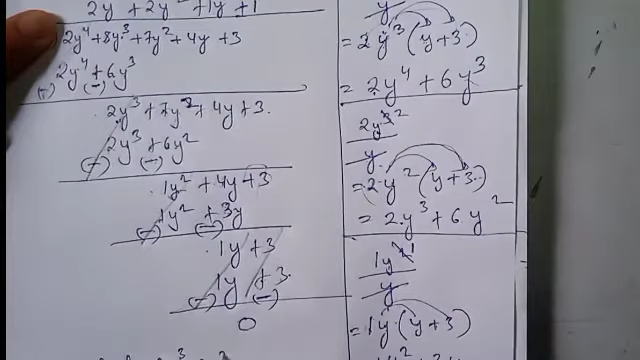 2y³ + 2y² + 1y + 1
2y⁴ + 8y³ + 7y² + 4y + 3
2y⁴ + 6y³
(-) (-)
2y³ + 7y² + 4y + 3.
2y³ + 6y²
(-) (-)
1y² + 4y + 3
1y² + 3y
(-) (-)
1y + 3
1y + 3.
(-) (-)
0
y
= 2y³ (y + 3)
= 2y⁴ + 6y³
2y³ ²
y
= 2y² (y + 3)
= 2y³ + 6y²
1y² ¹
y
= 1y (y + 3)